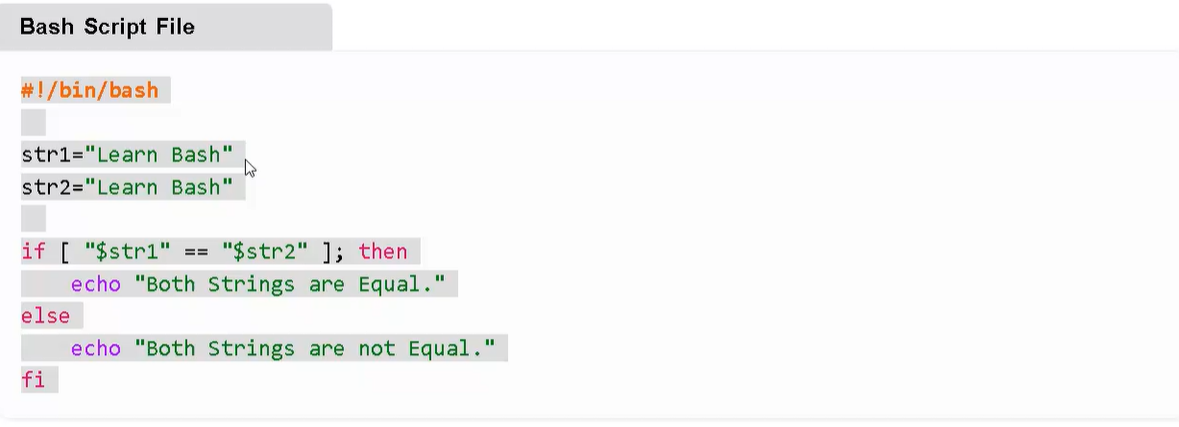 Bash Script File
#!/bin/bash
str1="Learn Bash"
str2="Learn Bash"
if [ "$str1" == "$str2" ]; then
    echo "Both Strings are Equal."
else
    echo "Both Strings are not Equal."
fi